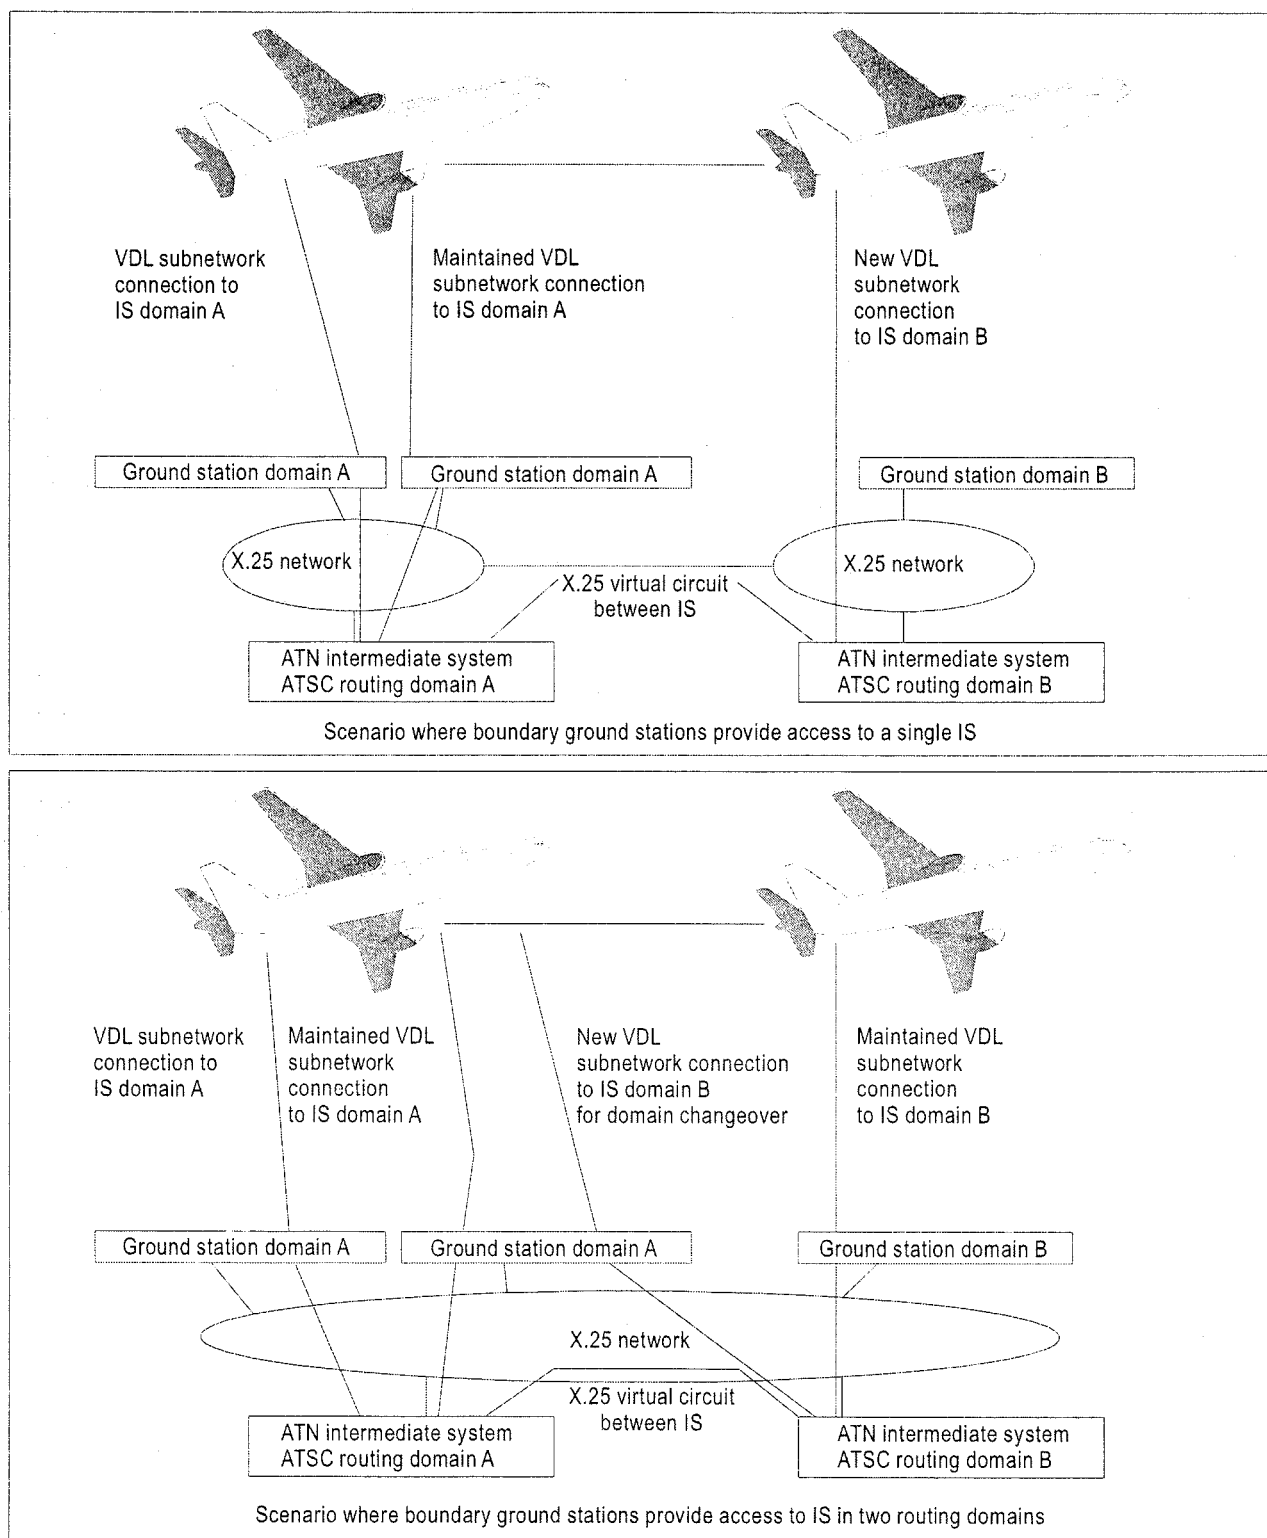 VDL subnetwork
connection to
IS domain A
Maintained VDL
subnetwork connection
to IS domain A
New VDL
subnetwork
connection
to IS domain B
Ground station domain A
Ground station domain A
Ground station domain B
X.25 network
X.25 network
X.25 virtual circuit
between IS
ATN intermediate system
ATSC routing domain A
ATN intermediate system
ATSC routing domain B
Scenario where boundary ground stations provide access to a single IS
VDL subnetwork
connection to
IS domain A
Maintained VDL
subnetwork
connection
to IS domain A
New VDL
subnetwork connection
to IS domain B
for domain changeover
Maintained VDL
subnetwork
connection
to IS domain B
Ground station domain A
Ground station domain A
Ground station domain B
X.25 network
X.25 virtual circuit
between IS
ATN intermediate system
ATSC routing domain A
ATN intermediate system
ATSC routing domain B
Scenario where boundary ground stations provide access to IS in two routing domains